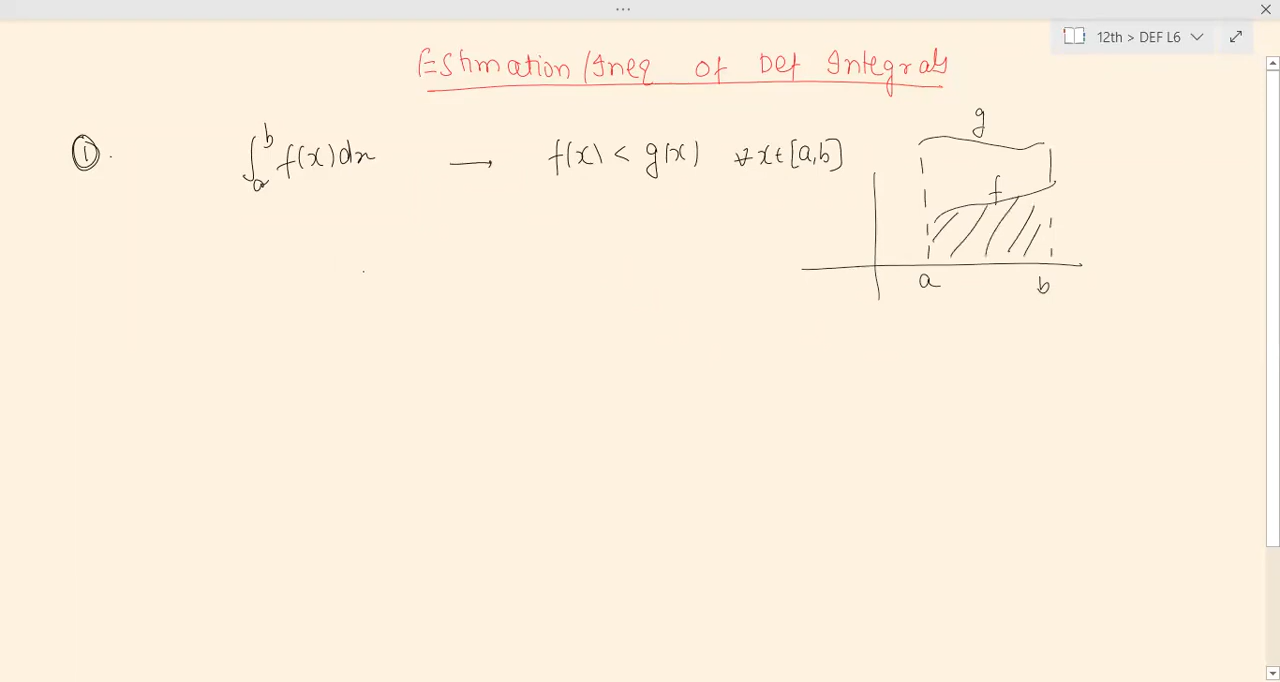 12th > DEF L6
Estimation/Ineq of Def Integrals
① ∫_a^b f(x)dx → f(x) < g(x) ∀ x ∈ [a,b]
g
f
a b